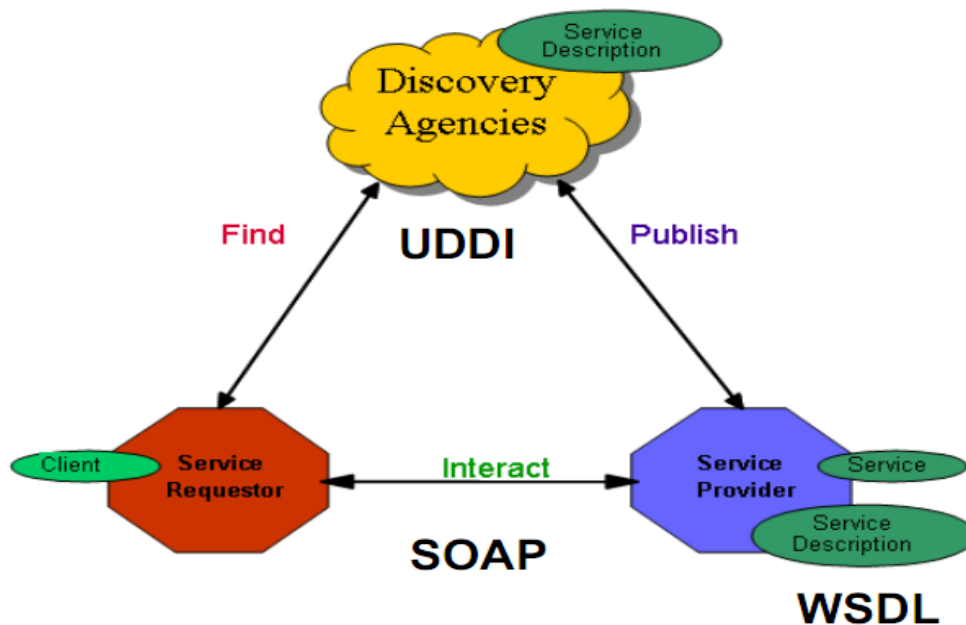 Service
Description
Discovery
Agencies
Find
UDDI
Publish
Client
Service
Requestor
Interact
Service
Provider
Service
Service
Description
SOAP
WSDL